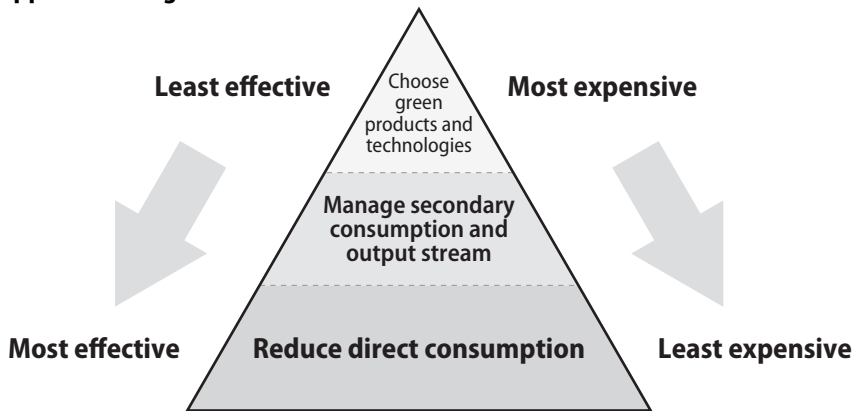 Least effective
Choose
green
products and
technologies
Most expensive
Manage secondary
consumption and
output stream
Most effective
Reduce direct consumption
Least expensive